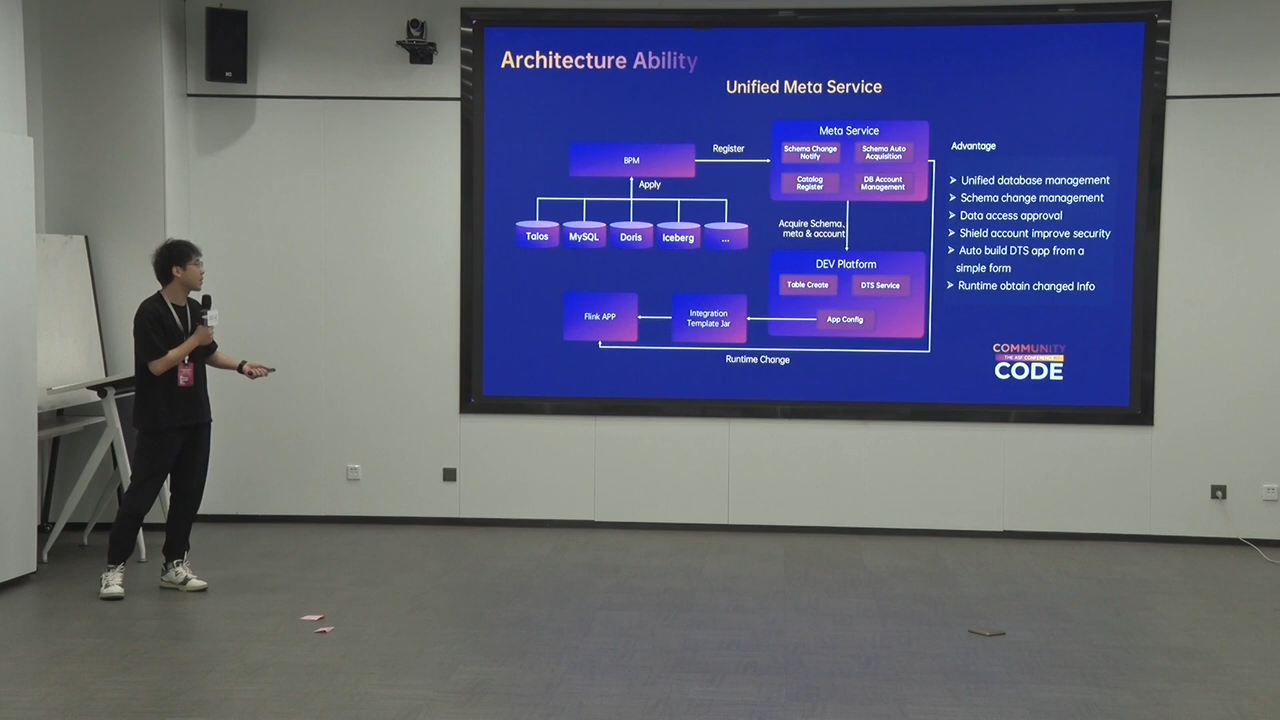 Architecture Ability
Unified Meta Service
Meta Service
Schema Change
Notify
Schema Auto
Acquisition
Catalog
Register
DB Account
Management
Register
BPM
Apply
Talos
MySQL
Doris
Iceberg
...
Acquire Schema,
meta & account
DEV Platform
Table Create
DTS Service
App Config
Integration
Template Jar
Flink APP
Runtime Change
Advantage
➤ Unified database management
➤ Schema change management
➤ Data access approval
➤ Shield account improve security
➤ Auto build DTS app from a
simple form
➤ Runtime obtain changed Info
COMMUNITY
THE ASF CONFERENCE
CODE